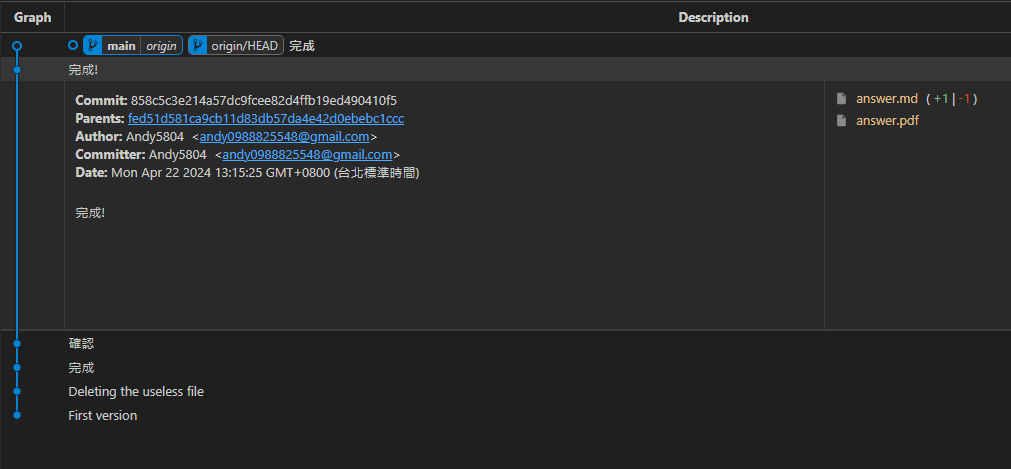 Graph Description
main origin origin/HEAD 完成
完成!
Commit: 858c5c3e214a57dc9fcee82d4ffb19ed490410f5
Parents: fed51d581ca9cb11d83db57da4e42d0ebebc1ccc
Author: Andy5804 <andy0988825548@gmail.com>
Committer: Andy5804 <andy0988825548@gmail.com>
Date: Mon Apr 22 2024 13:15:25 GMT+0800 (台北標準時間)
完成!
answer.md (+1|-1)
answer.pdf
確認
完成
Deleting the useless file
First version